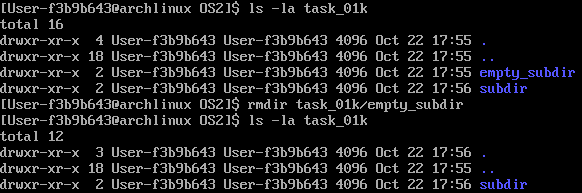 [User-f3b9b643@archlinux OS2]$ ls -la task_01k
total 16
drwxr-xr-x  4 User-f3b9b643 User-f3b9b643 4096 Oct 22 17:55 .
drwxr-xr-x 18 User-f3b9b643 User-f3b9b643 4096 Oct 22 17:55 ..
drwxr-xr-x  2 User-f3b9b643 User-f3b9b643 4096 Oct 22 17:55 empty_subdir
drwxr-xr-x  2 User-f3b9b643 User-f3b9b643 4096 Oct 22 17:56 subdir
[User-f3b9b643@archlinux OS2]$ rmdir task_01k/empty_subdir
[User-f3b9b643@archlinux OS2]$ ls -la task_01k
total 12
drwxr-xr-x  3 User-f3b9b643 User-f3b9b643 4096 Oct 22 17:56 .
drwxr-xr-x 18 User-f3b9b643 User-f3b9b643 4096 Oct 22 17:55 ..
drwxr-xr-x  2 User-f3b9b643 User-f3b9b643 4096 Oct 22 17:56 subdir